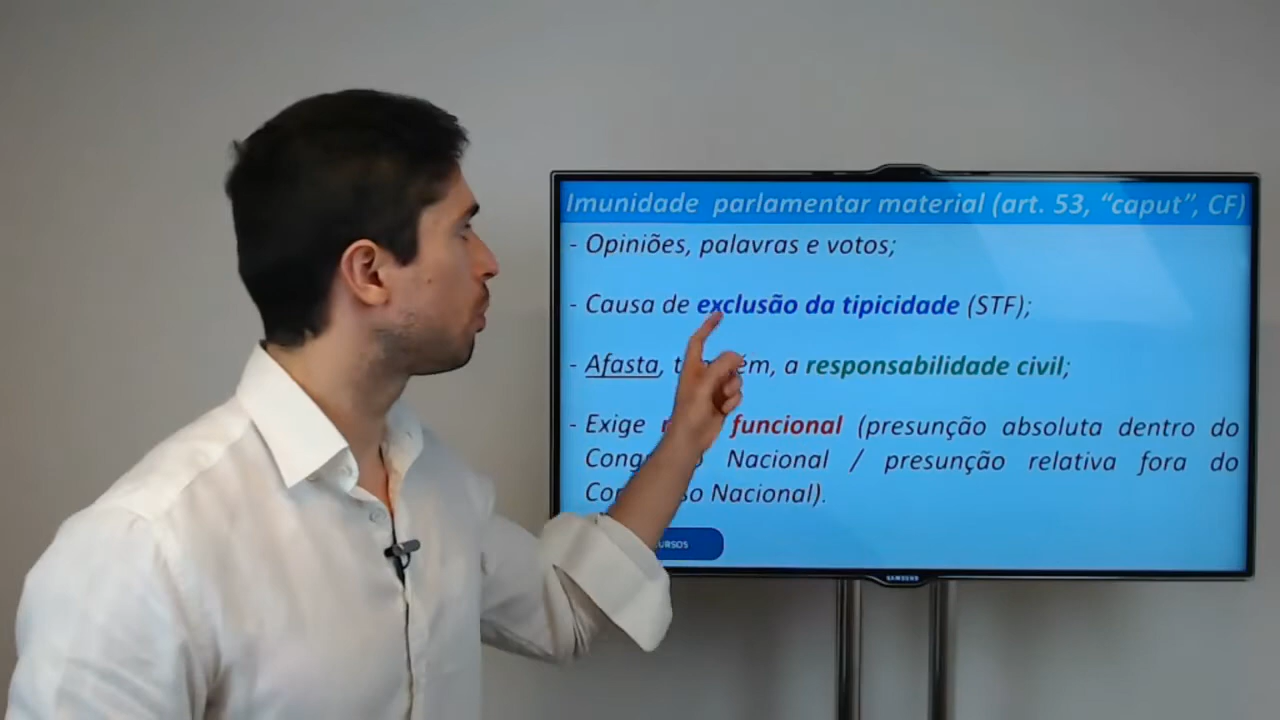 Imunidade parlamentar material (art. 53, “caput”, CF)
- Opiniões, palavras e votos;
- Causa de exclusão da tipicidade (STF);
- Afasta, a responsabilidade civil;
- Exige funcional (presunção absoluta dentro do
Nacional / presunção relativa fora do
Nacional).
SAMSUNG